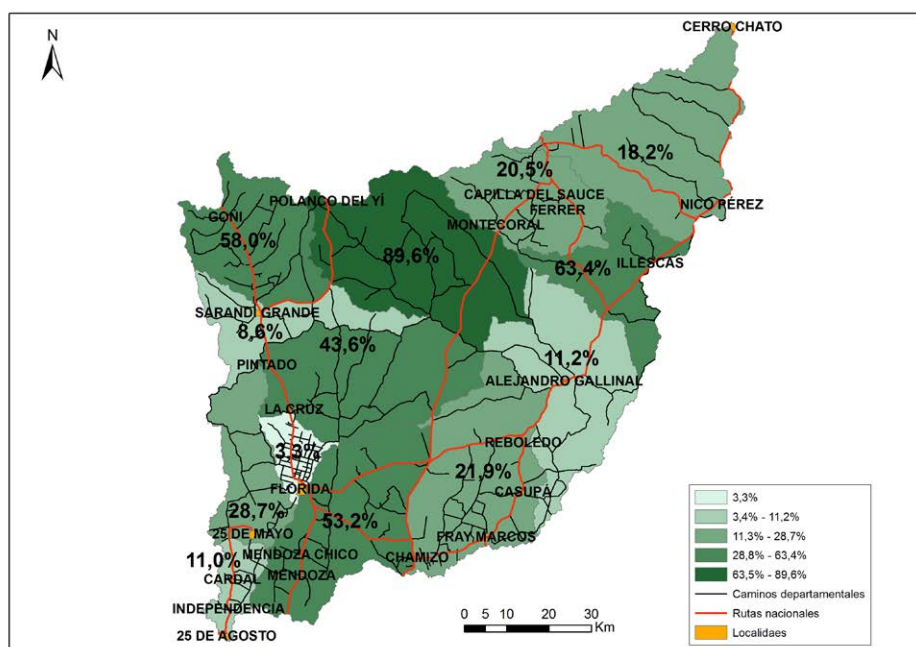 CERRO CHATO
N
18,2%
20,5%
CAPILLA DEL SAUCE
FERRER
NICO PÉREZ
POLANCO DEL YÍ
GOÑI
MONTECORAL
58,0%
89,6%
63,4%
ILLESCAS
SARANDÍ GRANDE
8,6%
43,6%
11,2%
PINTADO
ALEJANDRO GALLINAL
LA CRUZ
REBOLEDO
3,3%
21,9%
FLORIDA
CASUPÁ
28,7%
53,2%
25 DE MAYO
FRAY MARCOS
MENDOZA CHICO
CHAMIZO
11,0%
CARDAL
MENDOZA
INDEPENDENCIA
25 DE AGOSTO
0 5 10 20 30
Km
3,3%
3,4% - 11,2%
11,3% - 28,7%
28,8% - 63,4%
63,5% - 89,6%
Caminos departamentales
Rutas nacionales
Localidaes